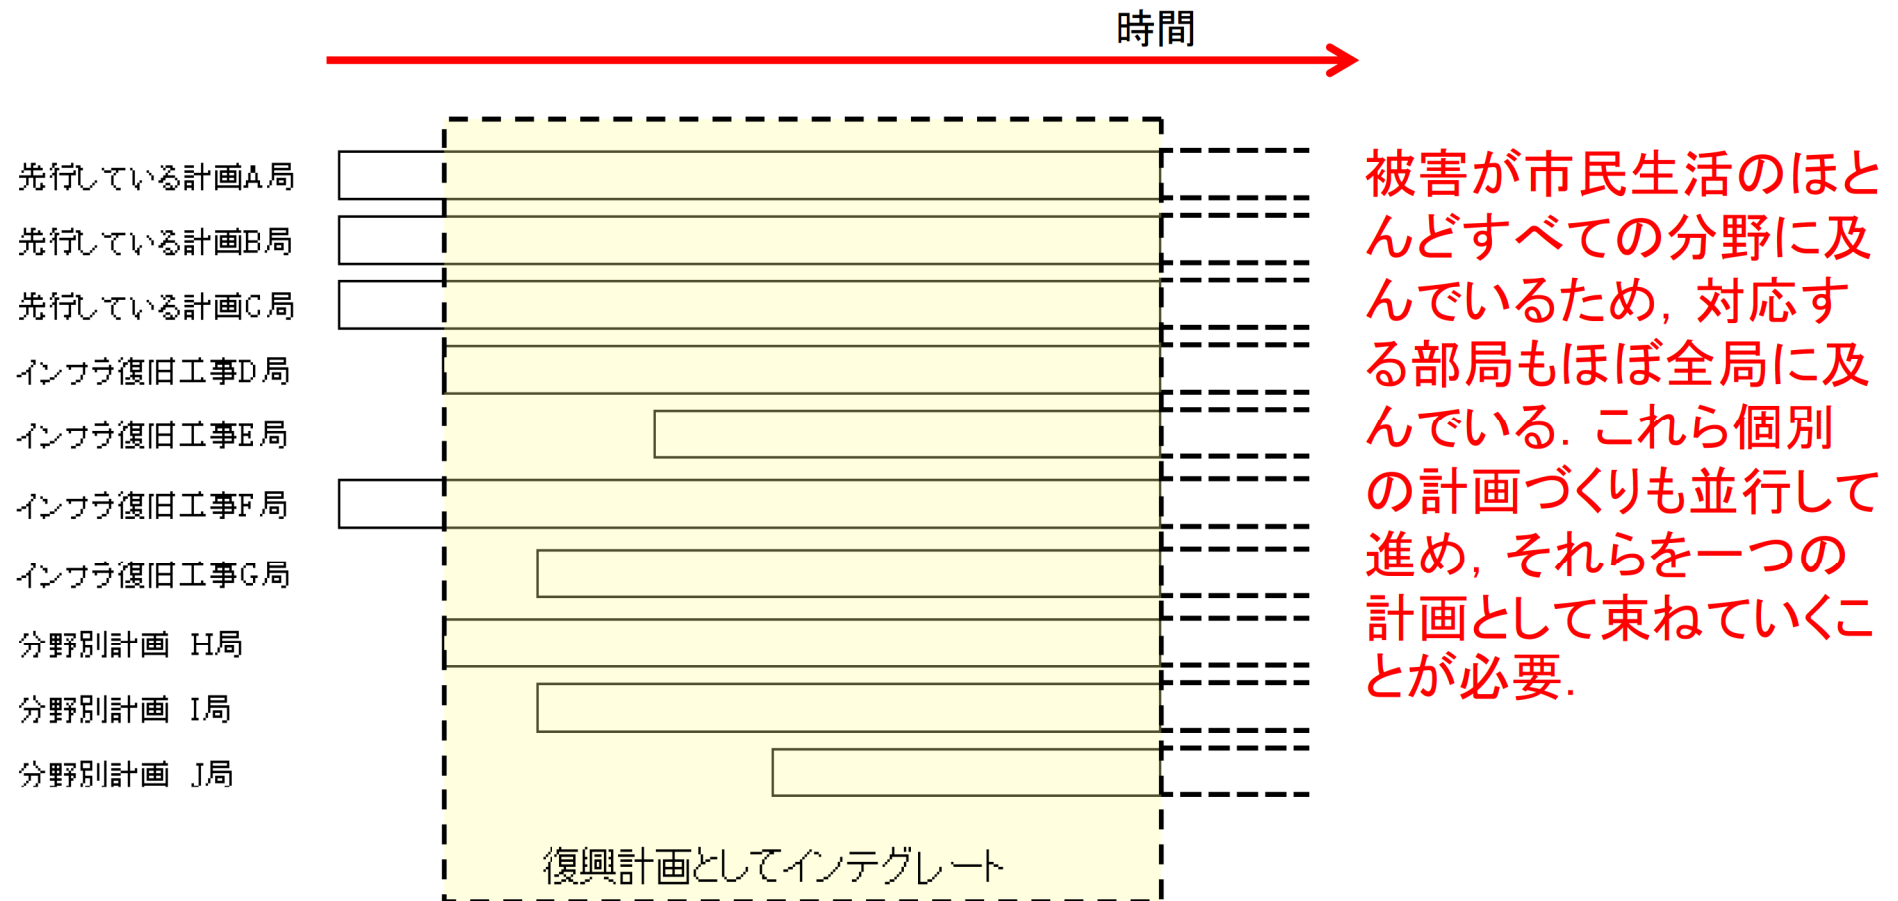 時間
先行している計画A局
先行している計画B局
先行している計画C局
インフラ復旧工事D局
インフラ復旧工事E局
インフラ復旧工事F局
インフラ復旧工事G局
分野別計画 H局
分野別計画 I局
分野別計画 J局
復興計画としてインテグレート
被害が市民生活のほと
んどすべての分野に及
んでいるため，対応す
る部局もほぼ全局に及
んでいる．これら個別
の計画づくりも並行して
進め，それらを一つの
計画として束ねていくこ
とが必要．